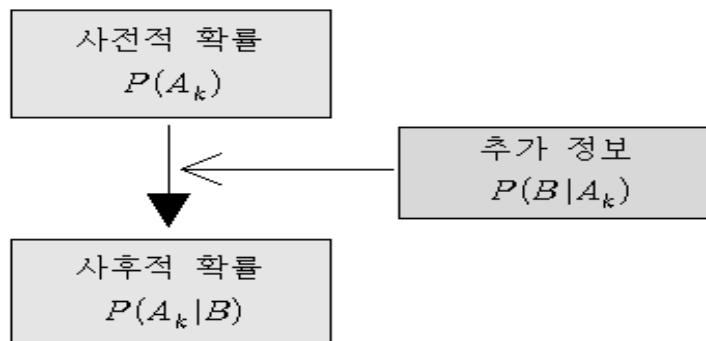 사전적 확률
P(A_k)
추가 정보
P(B|A_k)
사후적 확률
P(A_k|B)